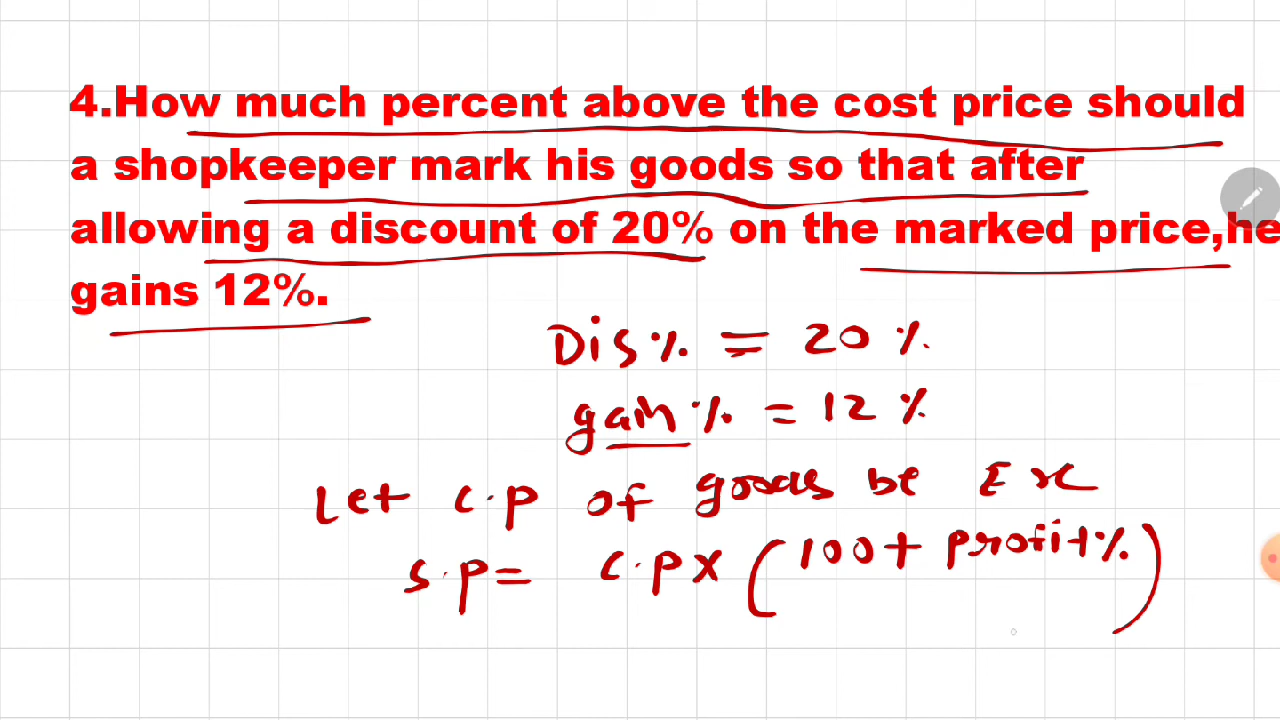 4.How much percent above the cost price should
a shopkeeper mark his goods so that after
allowing a discount of 20% on the marked price,he
gains 12%.
Dis% = 20 %
gain% = 12 %
Let C.P of goods be ₹ x
S.P = C.P x (100+ profit%)